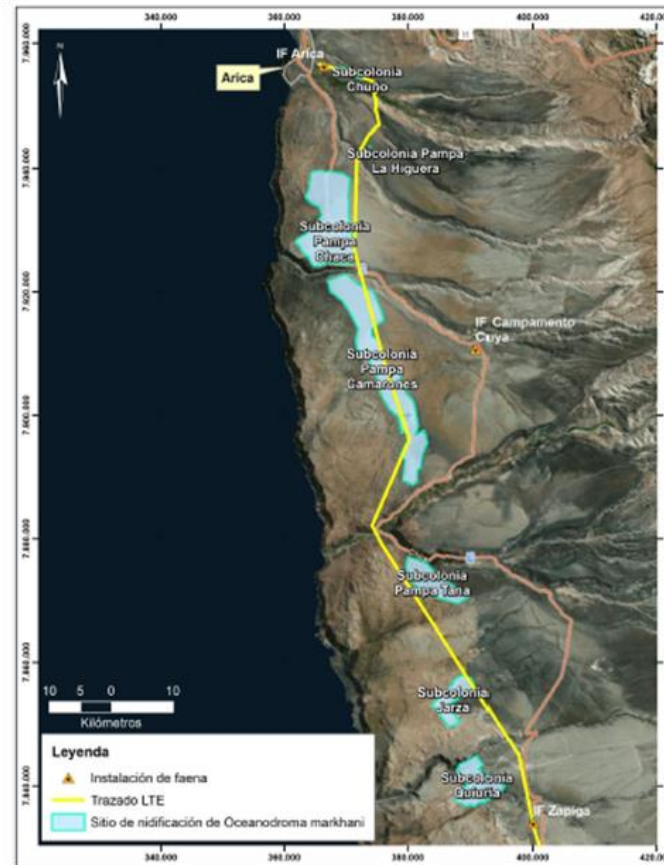 340.000 360.000 380.000 400.000 420.000
7.960.000
7.940.000
7.920.000
7.900.000
7.880.000
7.860.000
7.840.000
N
IF Arica
Arica
Subcolonia
Chuño
Subcolonia Pampa
La Higuera
Subcolonia
Pampa
Chaca
IF Campamento
Cuya
Subcolonia
Pampa
Camarones
Subcolonia
Pampa Tana
Subcolonia
Jarza
Subcolonia
Quiuña
IF Zapiga
10 5 0 10
Kilómetros
Leyenda
Instalación de faena
Trazado LTE
Sitio de nidificación de Oceanodroma markhani
340.000 360.000 380.000 400.000